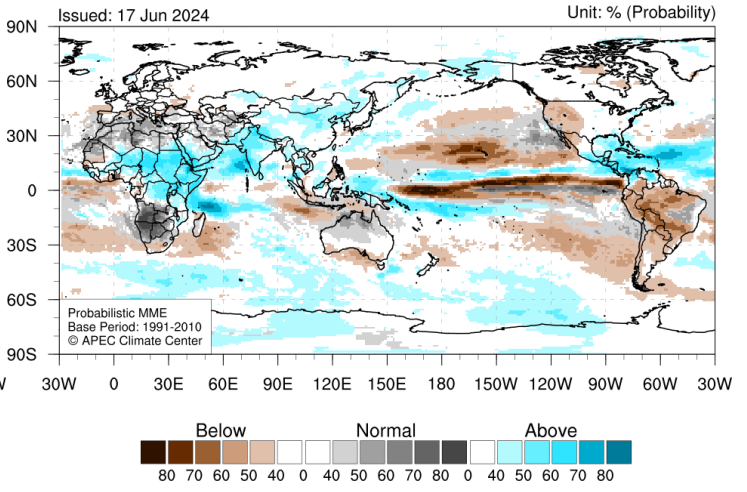 Issued: 17 Jun 2024
Unit: % (Probability)
90N
60N
30N
0
30S
60S
90S
Probabilistic MME
Base Period: 1991-2010
© APEC Climate Center
W 30W 0 30E 60E 90E 120E 150E 180 150W 120W 90W 60W 30W
Below Normal Above
80 70 60 50 40 0 40 50 60 70 80 0 40 50 60 70 80